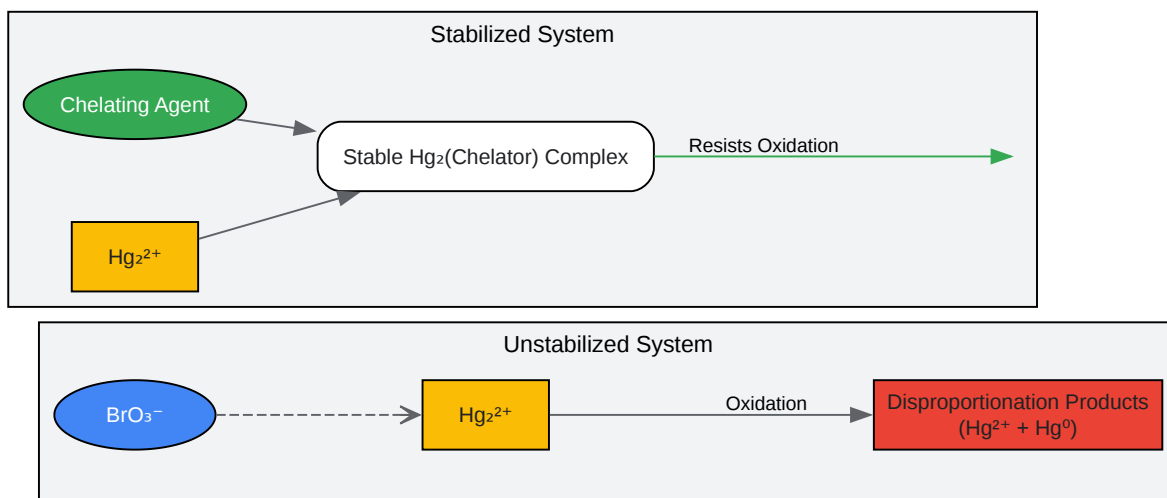 Stabilized System
Chelating Agent
Stable Hg₂(Chelator) Complex
Resists Oxidation
Hg₂²⁺
Unstabilized System
BrO₃⁻
Hg₂²⁺
Oxidation
Disproportionation Products
(Hg²⁺ + Hg⁰)